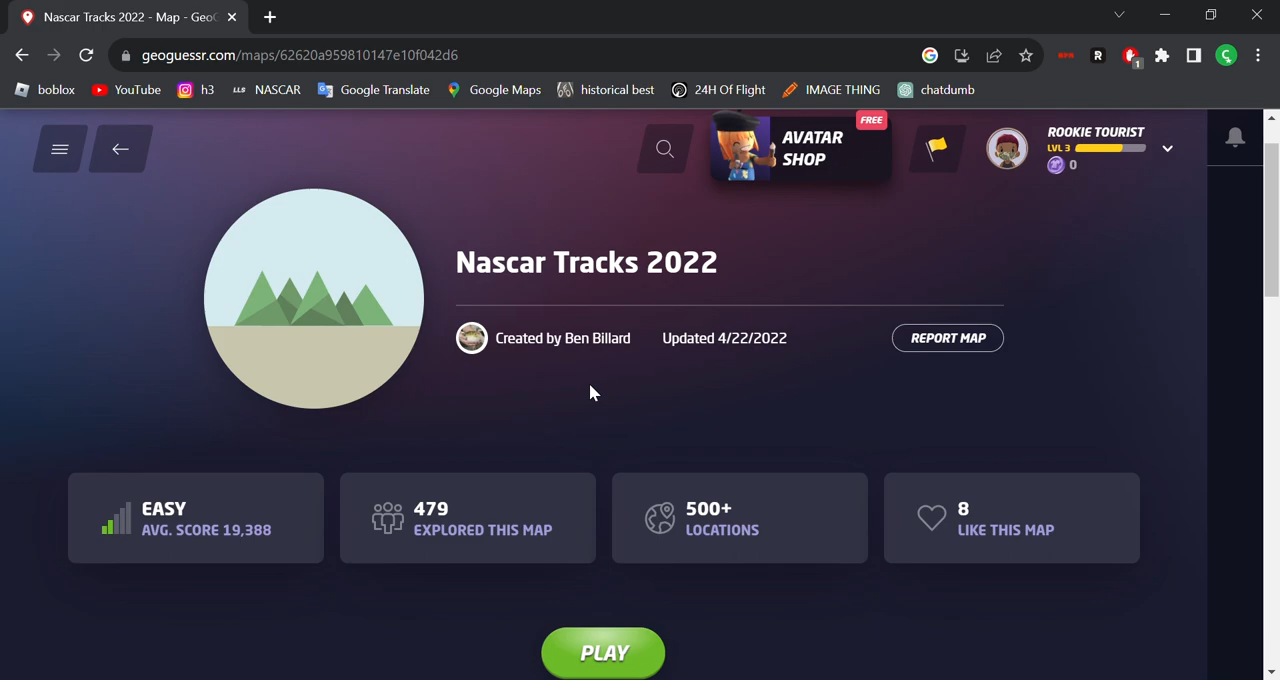 Nascar Tracks 2022 - Map - GeoG
geoguessr.com/maps/62620a959810147e10f042d6
1
boblox
YouTube
h3
LLS NASCAR
Google Translate
Google Maps
historical best
24H Of Flight
IMAGE THING
chatdumb
AVATAR
SHOP
FREE
ROOKIE TOURIST
LVL 3
0
Nascar Tracks 2022
Created by Ben Billard
Updated 4/22/2022
REPORT MAP
EASY
AVG. SCORE 19,388
479
EXPLORED THIS MAP
500+
LOCATIONS
8
LIKE THIS MAP
PLAY